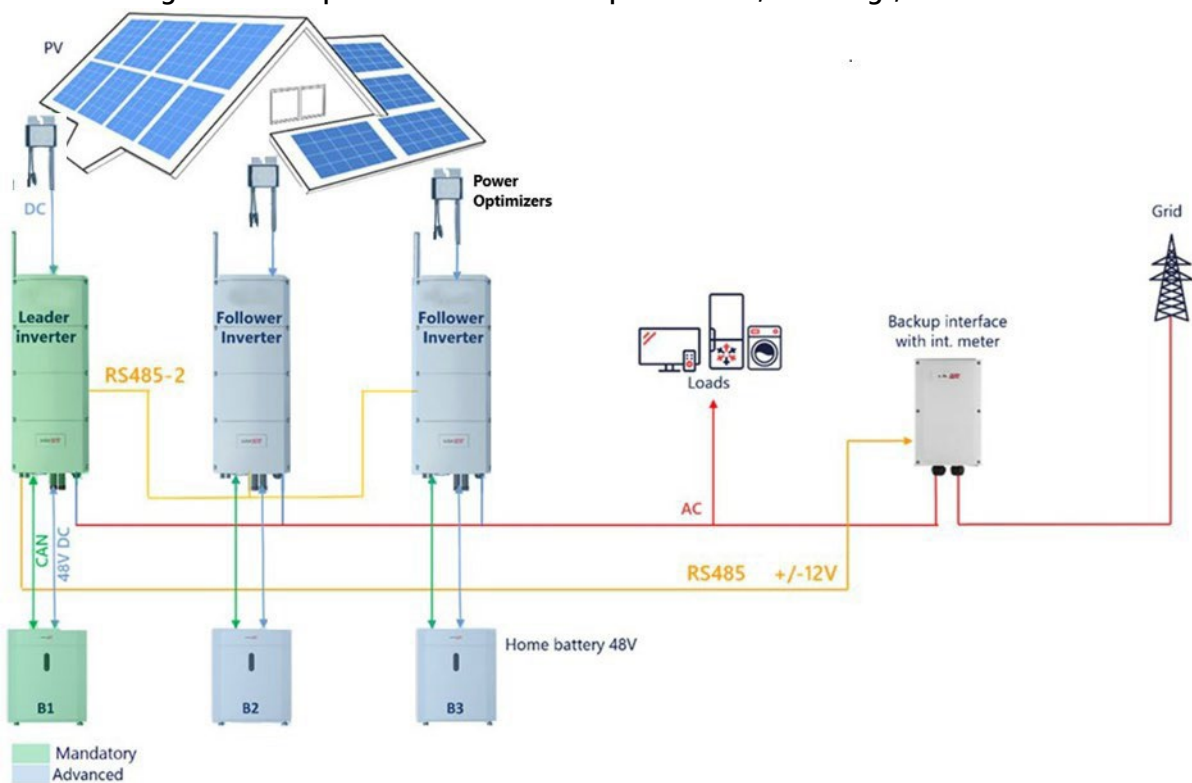 PV
Power
Optimizers
DC
Grid
Leader
inverter
Follower
Inverter
Follower
Inverter
Backup interface
with int. meter
Loads
RS485-2
AC
CAN
48V DC
RS485 +/-12V
Home battery 48V
B1
B2
B3
Mandatory
Advanced